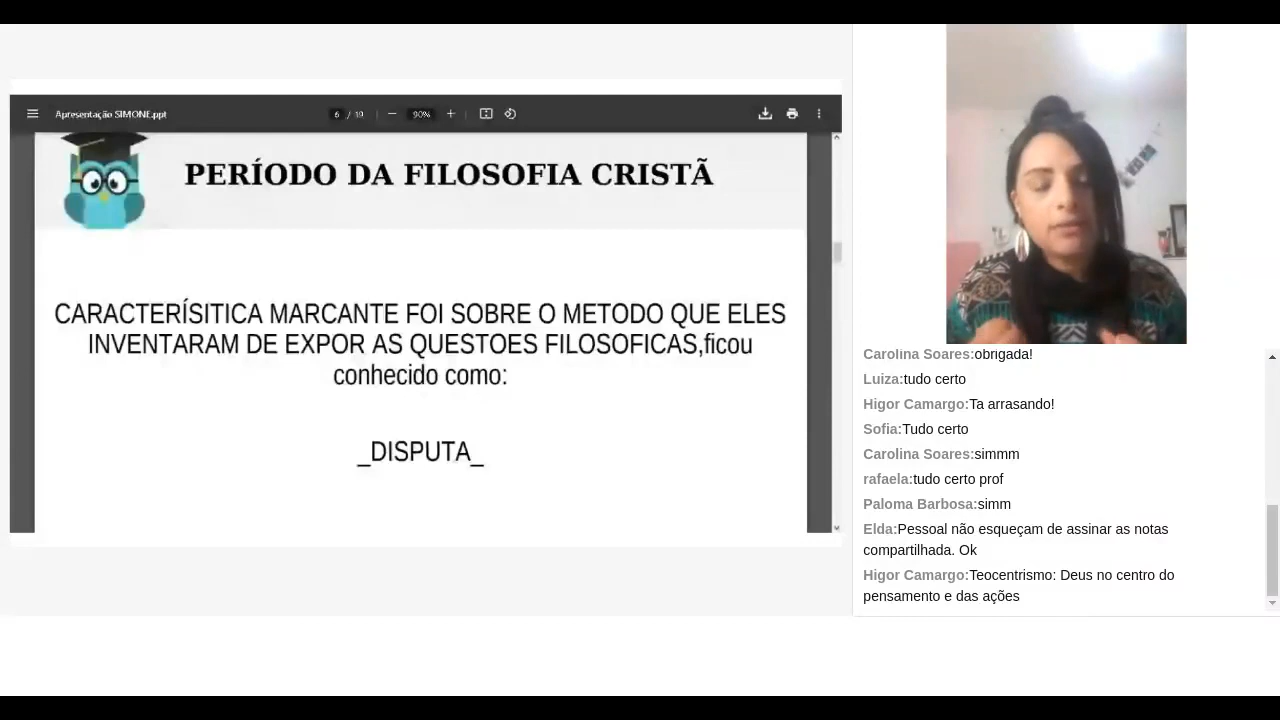 Apresentação SIMONE.ppt
6 / 19
90%
PERÍODO DA FILOSOFIA CRISTÃ
CARACTERÍSITICA MARCANTE FOI SOBRE O METODO QUE ELES
INVENTARAM DE EXPOR AS QUESTOES FILOSOFICAS,ficou
conhecido como:
_DISPUTA_
Carolina Soares:obrigada!
Luiza:tudo certo
Higor Camargo:Ta arrasando!
Sofia:Tudo certo
Carolina Soares:simmm
rafaela:tudo certo prof
Paloma Barbosa:simm
Elda:Pessoal não esqueçam de assinar as notas
compartilhada. Ok
Higor Camargo:Teocentrismo: Deus no centro do
pensamento e das ações